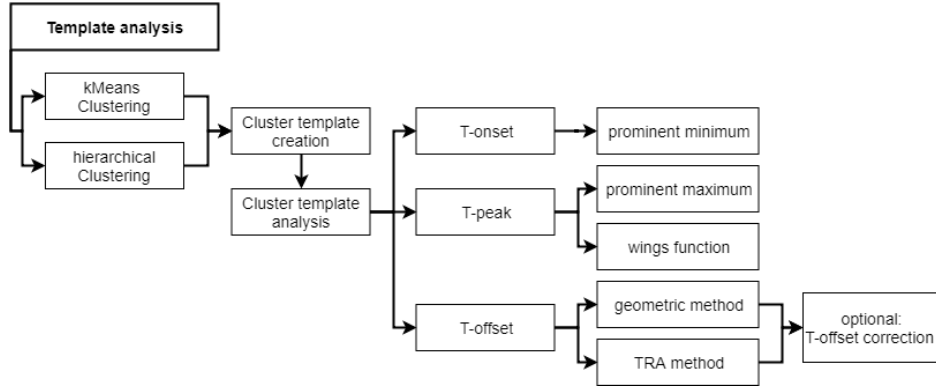 Template analysis
kMeans
Clustering
hierarchical
Clustering
Cluster template
creation
Cluster template
analysis
T-onset
prominent minimum
T-peak
prominent maximum
wings function
T-offset
geometric method
TRA method
optional:
T-offset correction